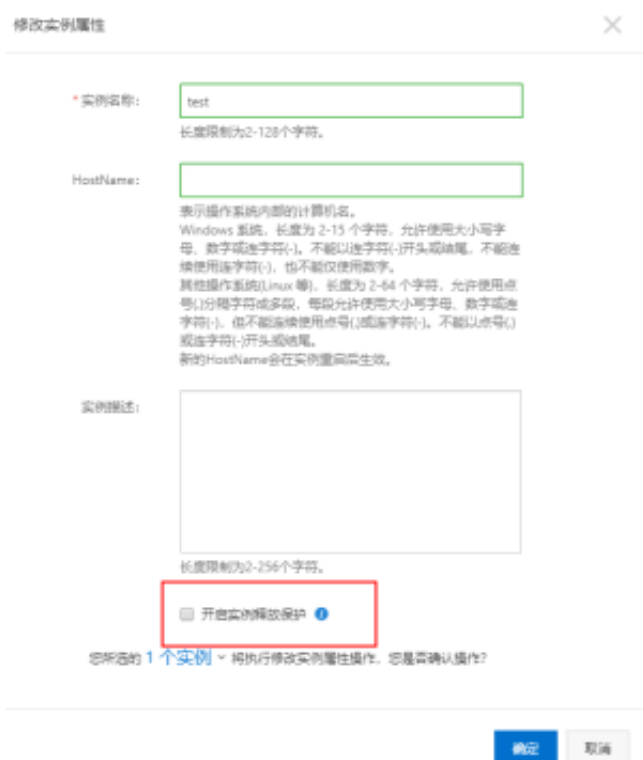 修改实例属性
*实例名称:
test
长度限制为2-128个字符。
HostName:
表示操作系统内部的计算机名。
Windows 系统,长度为 2-15 个字符,允许使用大小写字
母、数字或连字符(-)。不能以连字符(-)开头或结尾,不能连
续使用连字符(-),也不能仅使用数字。
其他操作系统(Linux 等),长度为 2-64 个字符,允许使用点
号(.)分隔字符成多段,每段允许使用大小写字母、数字或连
字符(-),但不能连续使用点号(.)或连字符(-)。不能以点号(.)
或连字符(-)开头或结尾。
新的HostName会在实例重启后生效。
实例描述:
长度限制为2-256个字符。
开启实例释放保护
您所选的 1 个实例 将执行修改实例属性操作,您是否确认操作?
确定
取消